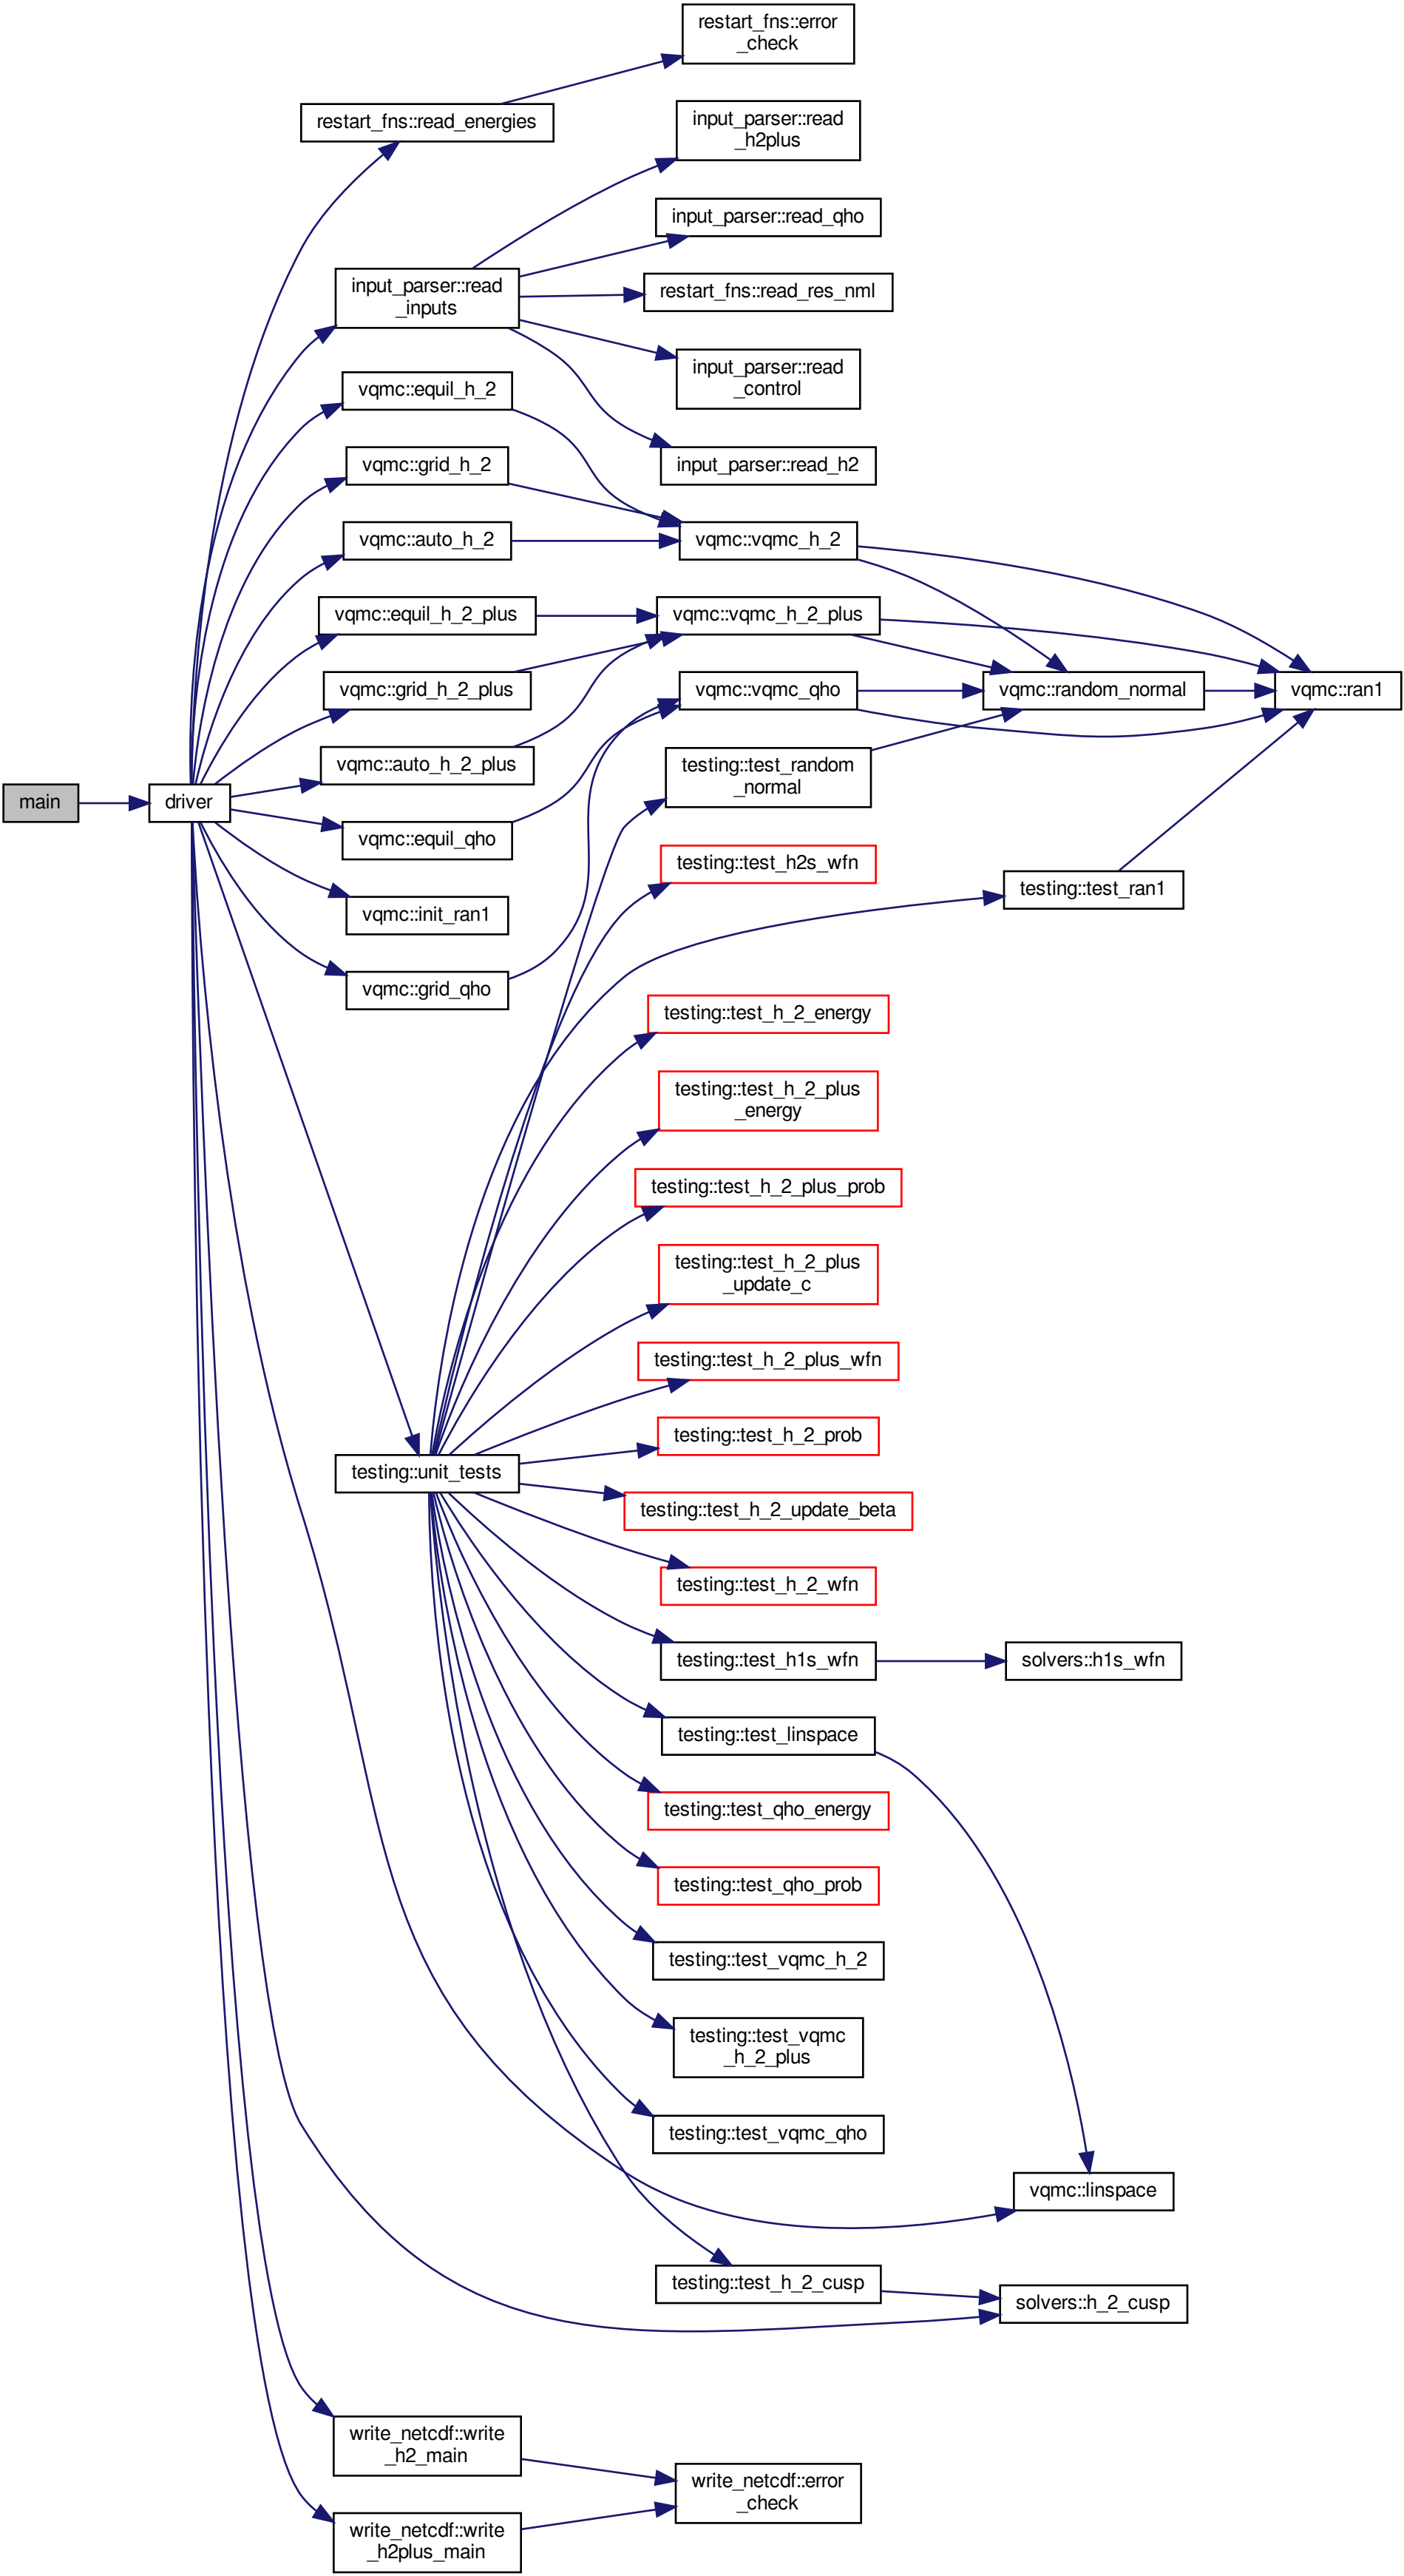 restart_fns::error
_check
restart_fns::read_energies
input_parser::read
_h2plus
input_parser::read_qho
input_parser::read
_inputs
restart_fns::read_res_nml
input_parser::read
_control
vqmc::equil_h_2
vqmc::grid_h_2
input_parser::read_h2
vqmc::auto_h_2
vqmc::vqmc_h_2
vqmc::equil_h_2_plus
vqmc::vqmc_h_2_plus
vqmc::grid_h_2_plus
vqmc::vqmc_qho
vqmc::random_normal
vqmc::ran1
vqmc::auto_h_2_plus
testing::test_random
_normal
main
driver
vqmc::equil_qho
testing::test_h2s_wfn
testing::test_ran1
vqmc::init_ran1
vqmc::grid_qho
testing::test_h_2_energy
testing::test_h_2_plus
_energy
testing::test_h_2_plus_prob
testing::test_h_2_plus
_update_c
testing::test_h_2_plus_wfn
testing::test_h_2_prob
testing::unit_tests
testing::test_h_2_update_beta
testing::test_h_2_wfn
testing::test_h1s_wfn
solvers::h1s_wfn
testing::test_linspace
testing::test_qho_energy
testing::test_qho_prob
testing::test_vqmc_h_2
testing::test_vqmc
_h_2_plus
testing::test_vqmc_qho
vqmc::linspace
testing::test_h_2_cusp
solvers::h_2_cusp
write_netcdf::write
_h2_main
write_netcdf::error
_check
write_netcdf::write
_h2plus_main